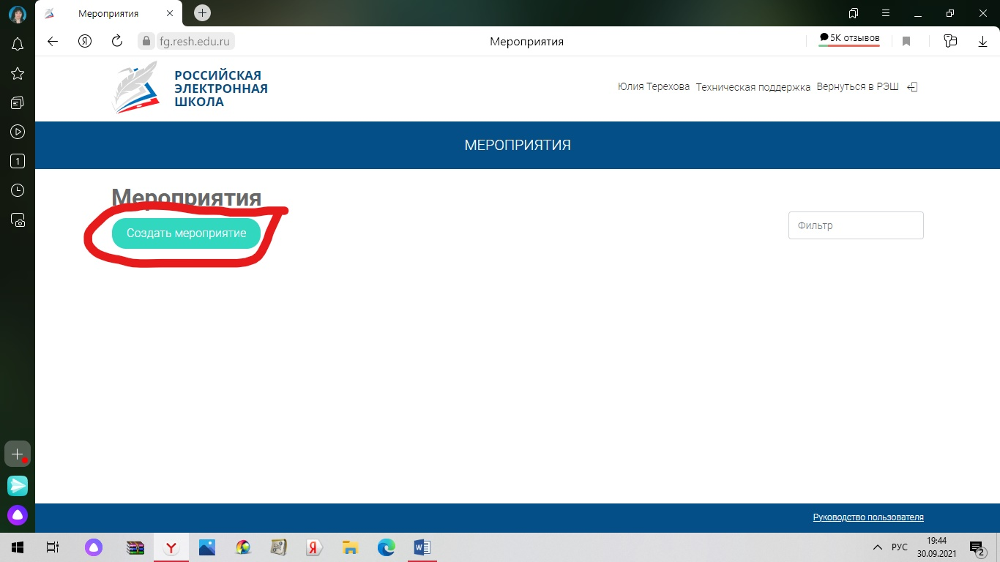 Мероприятия
fg.resh.edu.ru
Мероприятия
5К отзывов
РОССИЙСКАЯ
ЭЛЕКТРОННАЯ
ШКОЛА
Юлия Терехова Техническая поддержка Вернуться в РЭШ
МЕРОПРИЯТИЯ
Мероприятия
Создать мероприятие
Фильтр
1
Руководство пользователя
РУС
19:44
30.09.2021
2